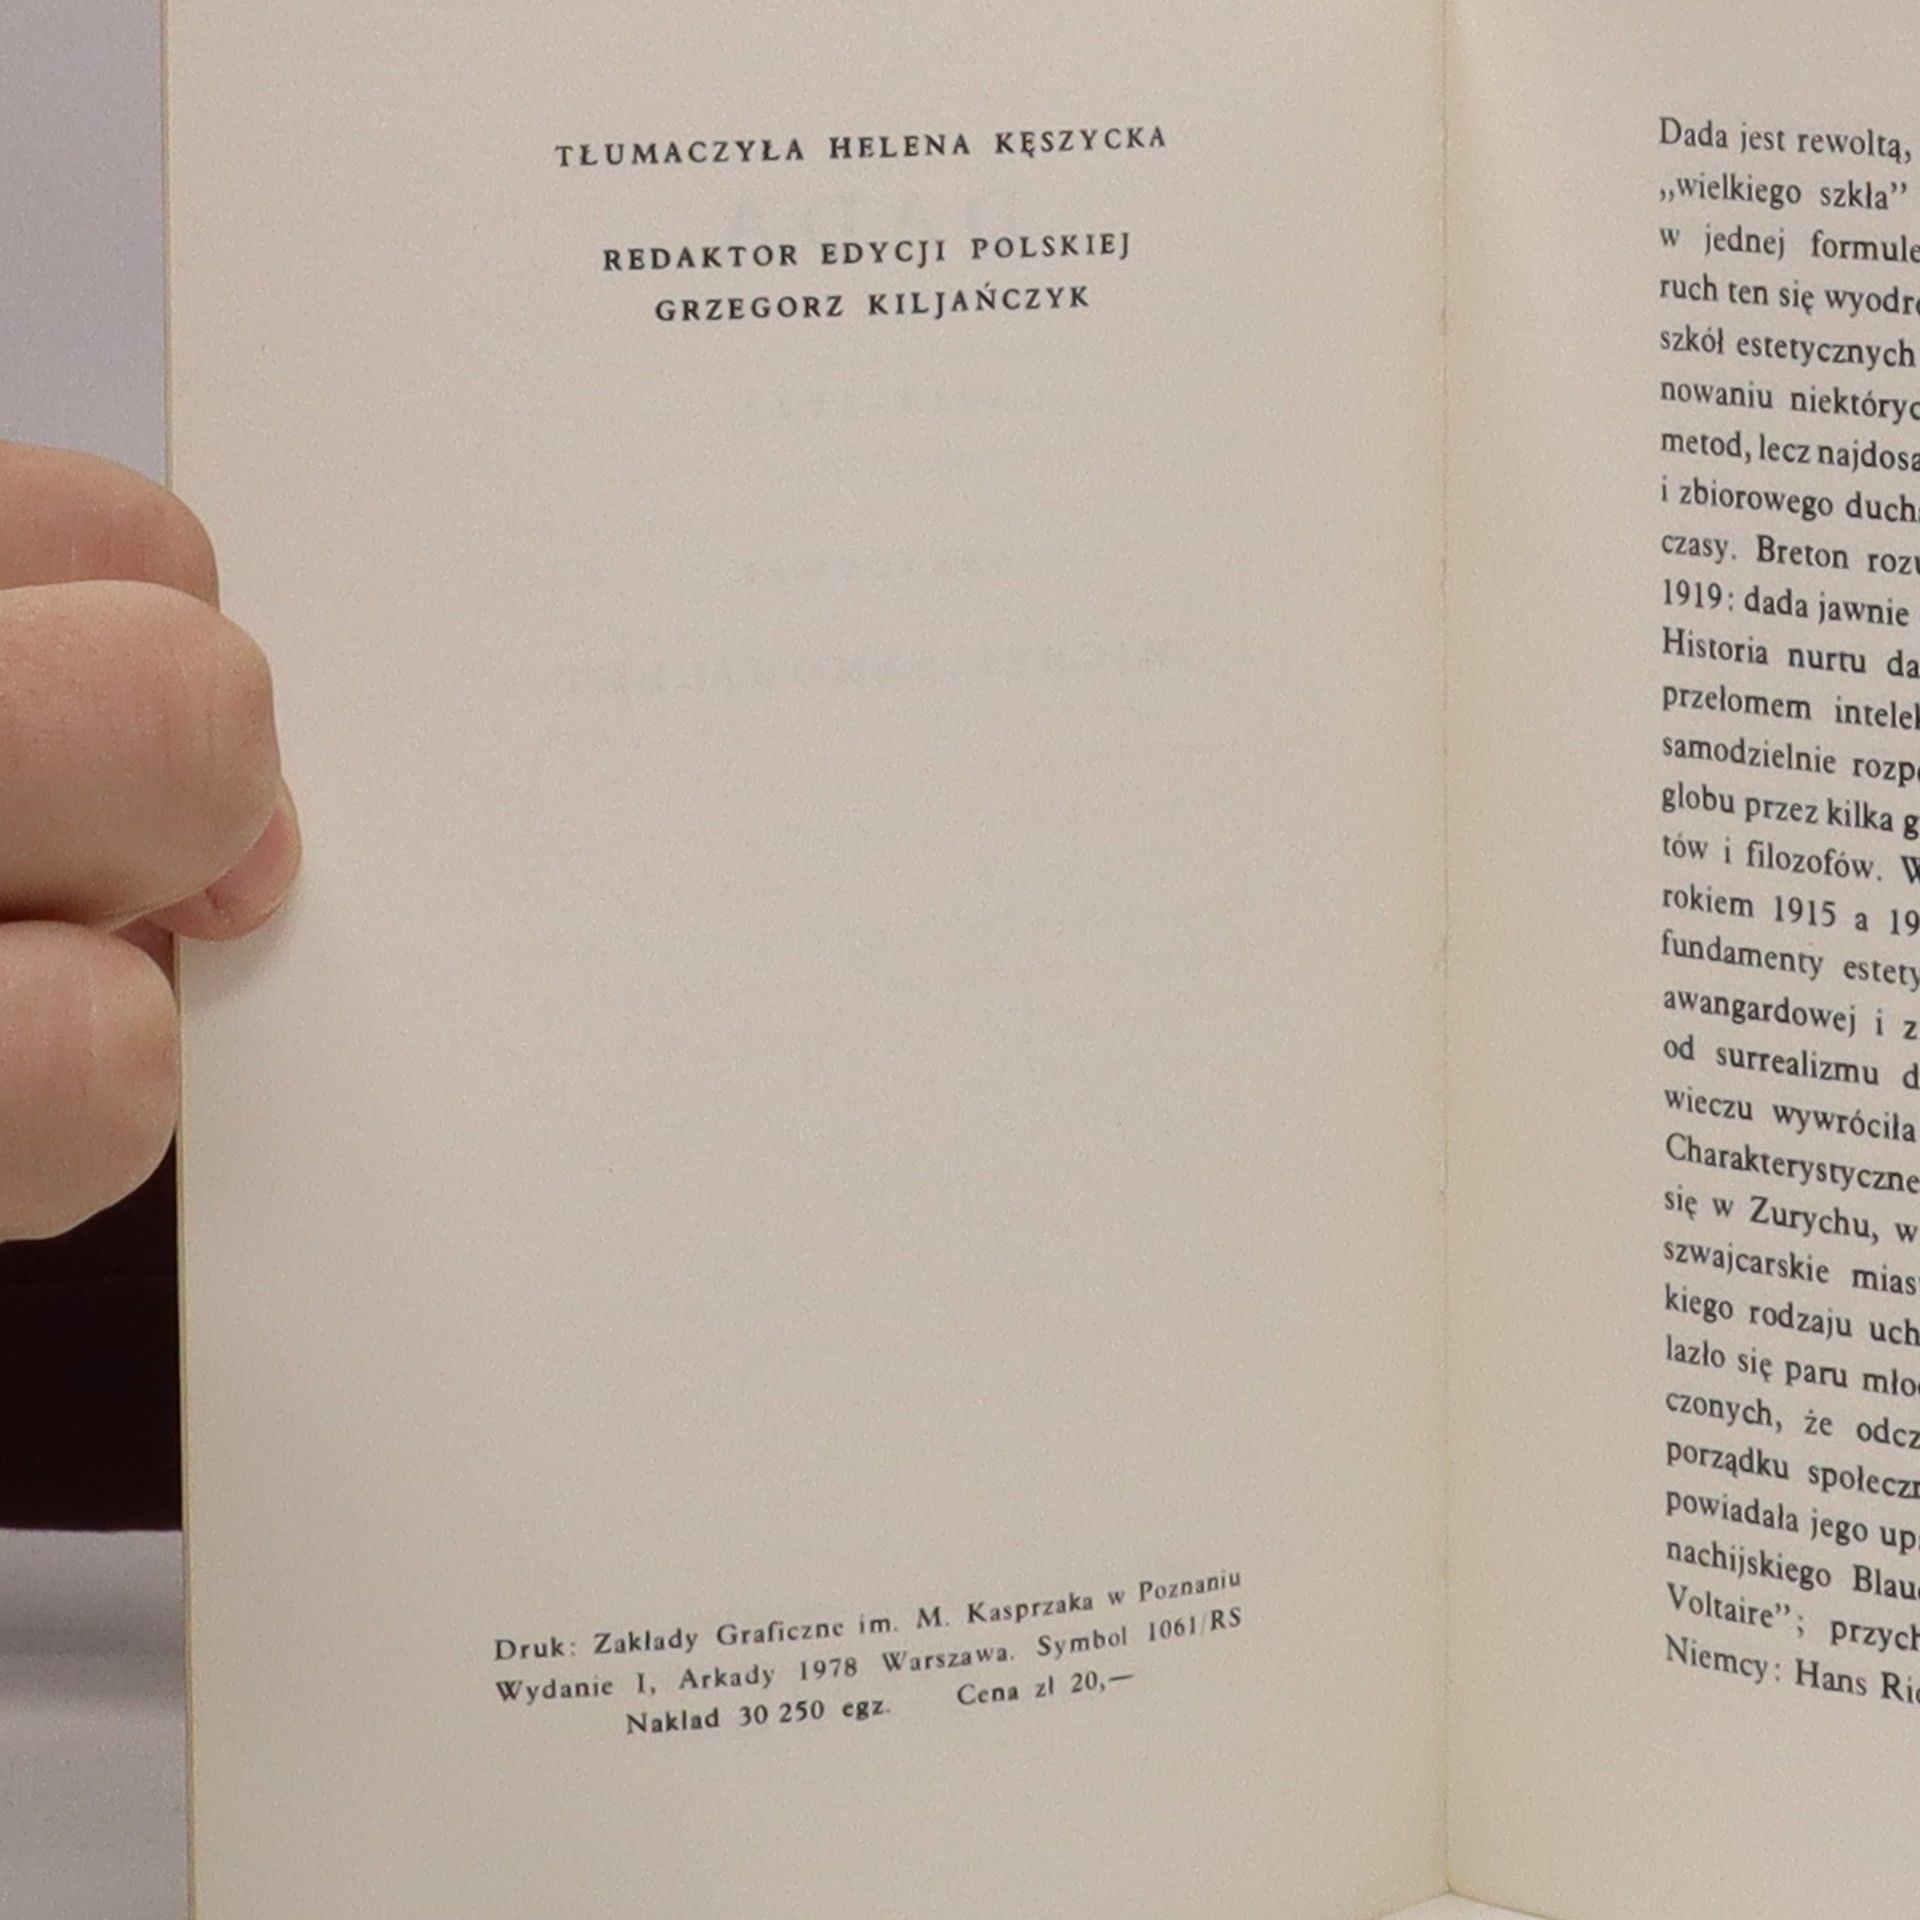 TŁUMACZYŁA HELENA KĘSZYCKA
REDAKTOR EDYCJI POLSKIEJ
GRZEGORZ KILJAŃCZYK
Druk: Zakłady Graficzne im. M. Kasprzaka w Poznaniu
Wydanie I, Arkady 1978 Warszawa. Symbol 1061/RS
Nakład 30 250 egz. Cena zł 20,—
Dada jest rewoltą,
„wielkiego szkła”
w jednej formule
ruch ten się
szkół estetycznych
nowaniu
metod, lecz
i zbiorowego
czasy. Breton
1919: dada jawnie
Historia nurtu
przełomem
samodzielnie
globu przez kilka
tów i filozofów.
rokiem 1915 a
fundamenty
awangardowej i
od surrealizmu
wieczu wywróciła
Charakterystyczne
się w Zurychu, w
szwajcarskie
kiego rodzaju
lazło się paru
czonych, że
porządku
powiadała jego
nachijskiego
Voltaire”;
Niemcy: Hans